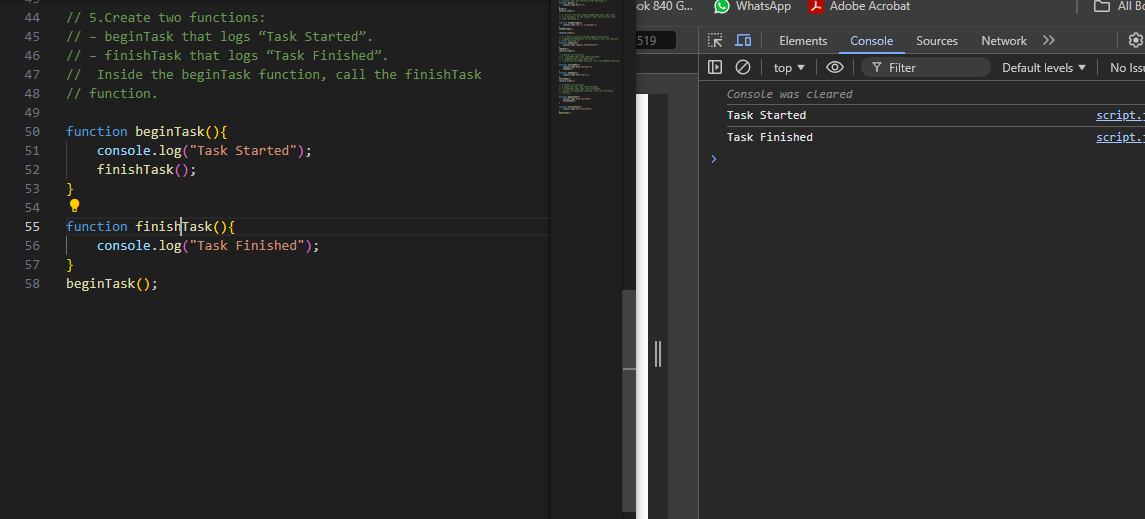 ok 840 G...
WhatsApp
Adobe Acrobat
All Bo
519
Elements
Console
Sources
Network
top
Filter
Default levels
No Issu
Console was cleared
Task Started
script.j
Task Finished
script.j
44 // 5.Create two functions:
45 // – beginTask that logs “Task Started”.
46 // – finishTask that logs “Task Finished”.
47 //  Inside the beginTask function, call the finishTask
48 // function.
49
50 function beginTask(){
51     console.log("Task Started");
52     finishTask();
53 }
54
55 function finishTask(){
56     console.log("Task Finished");
57 }
58 beginTask();